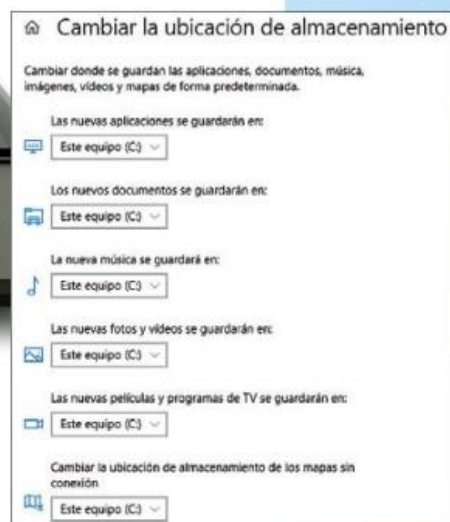 Cambiar la ubicación de almacenamiento
Cambiar donde se guardan las aplicaciones, documentos, música,
imágenes, vídeos y mapas de forma predeterminada.
Las nuevas aplicaciones se guardarán en:
Este equipo (C:)
Los nuevos documentos se guardarán en:
Este equipo (C:)
La nueva música se guardará en:
Este equipo (C:)
Las nuevas fotos y vídeos se guardarán en:
Este equipo (C:)
Las nuevas películas y programas de TV se guardarán en:
Este equipo (C:)
Cambiar la ubicación de almacenamiento de los mapas sin
conexión
Este equipo (C:)